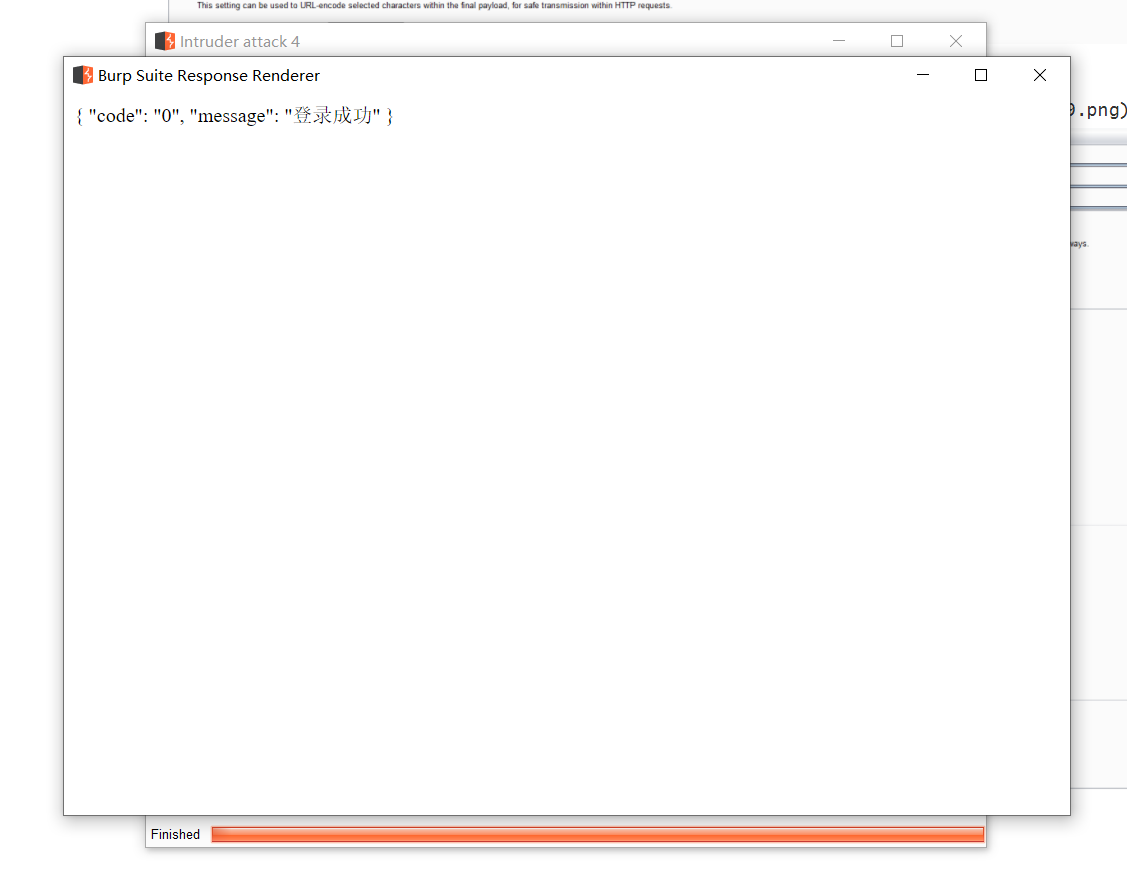 This setting can be used to URL-encode selected characters within the final payload, for safe transmission within HTTP requests.
Intruder attack 4
Burp Suite Response Renderer
{ "code": "0", "message": "登录成功" }
.png)
ways.
Finished